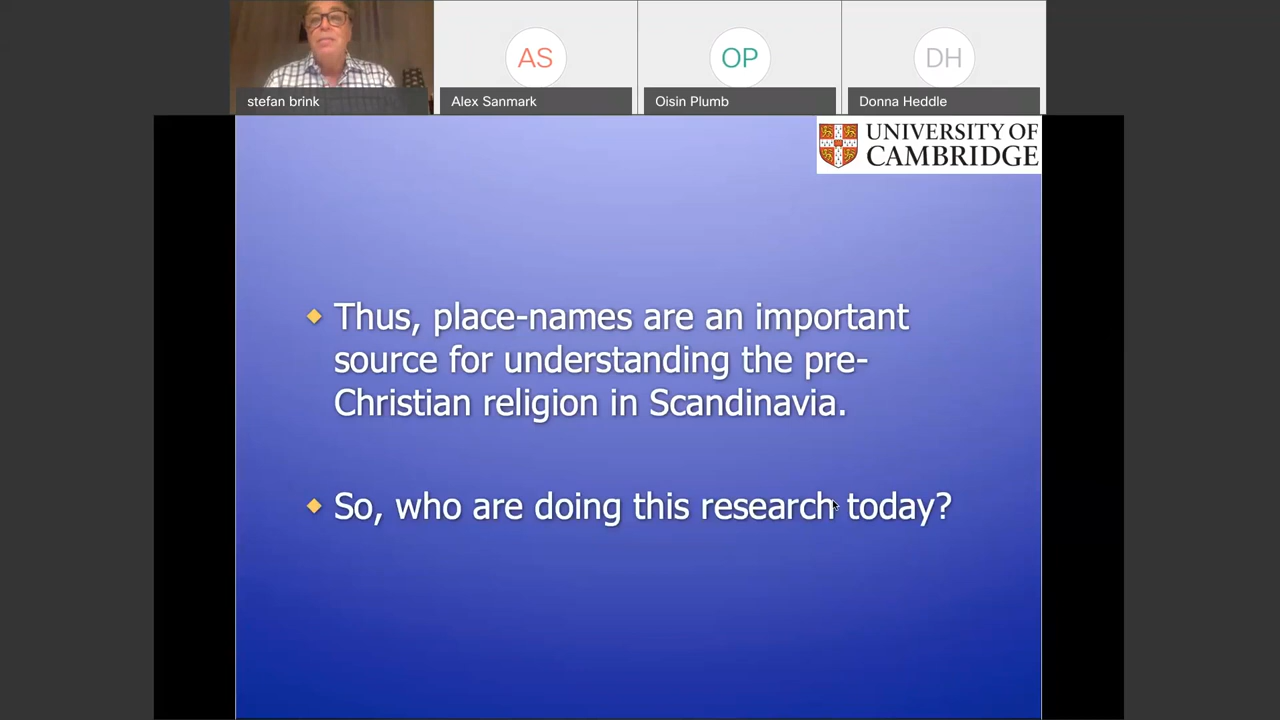 AS
OP
DH
stefan brink
Alex Sanmark
Oisin Plumb
Donna Heddle
UNIVERSITY OF
CAMBRIDGE
Thus, place-names are an important
source for understanding the pre-
Christian religion in Scandinavia.
So, who are doing this research today?